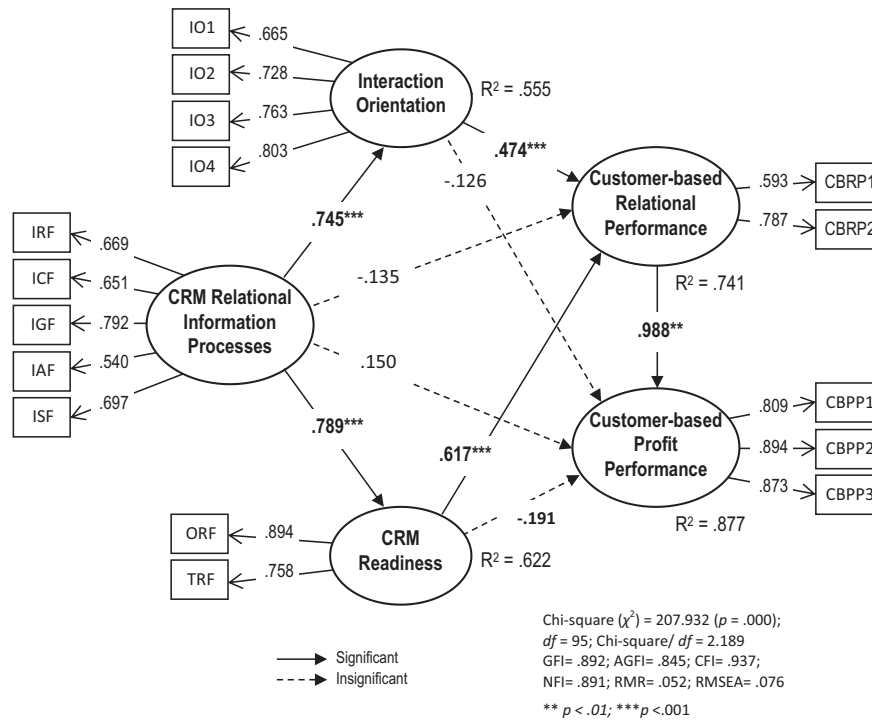 IO1
.665
IO2
.728
IO3
.763
IO4
.803
Interaction
Orientation
R² = .555
.474***
-.126
Customer-based
Relational
Performance
.593
CBRP1
.787
CBRP2
R² = .741
.745***
-.135
IRF
.669
ICF
.651
IGF
.792
IAF
.540
ISF
.697
CRM Relational
Information
Processes
.150
.988**
.789***
.617***
Customer-based
Profit
Performance
.809
CBPP1
.894
CBPP2
.873
CBPP3
R² = .877
-.191
ORF
.894
TRF
.758
CRM
Readiness
R² = .622
Significant
Insignificant
Chi-square (χ²) = 207.932 (p = .000);
df = 95; Chi-square/ df = 2.189
GFI= .892; AGFI= .845; CFI= .937;
NFI= .891; RMR= .052; RMSEA= .076
** p < .01; ***p <.001